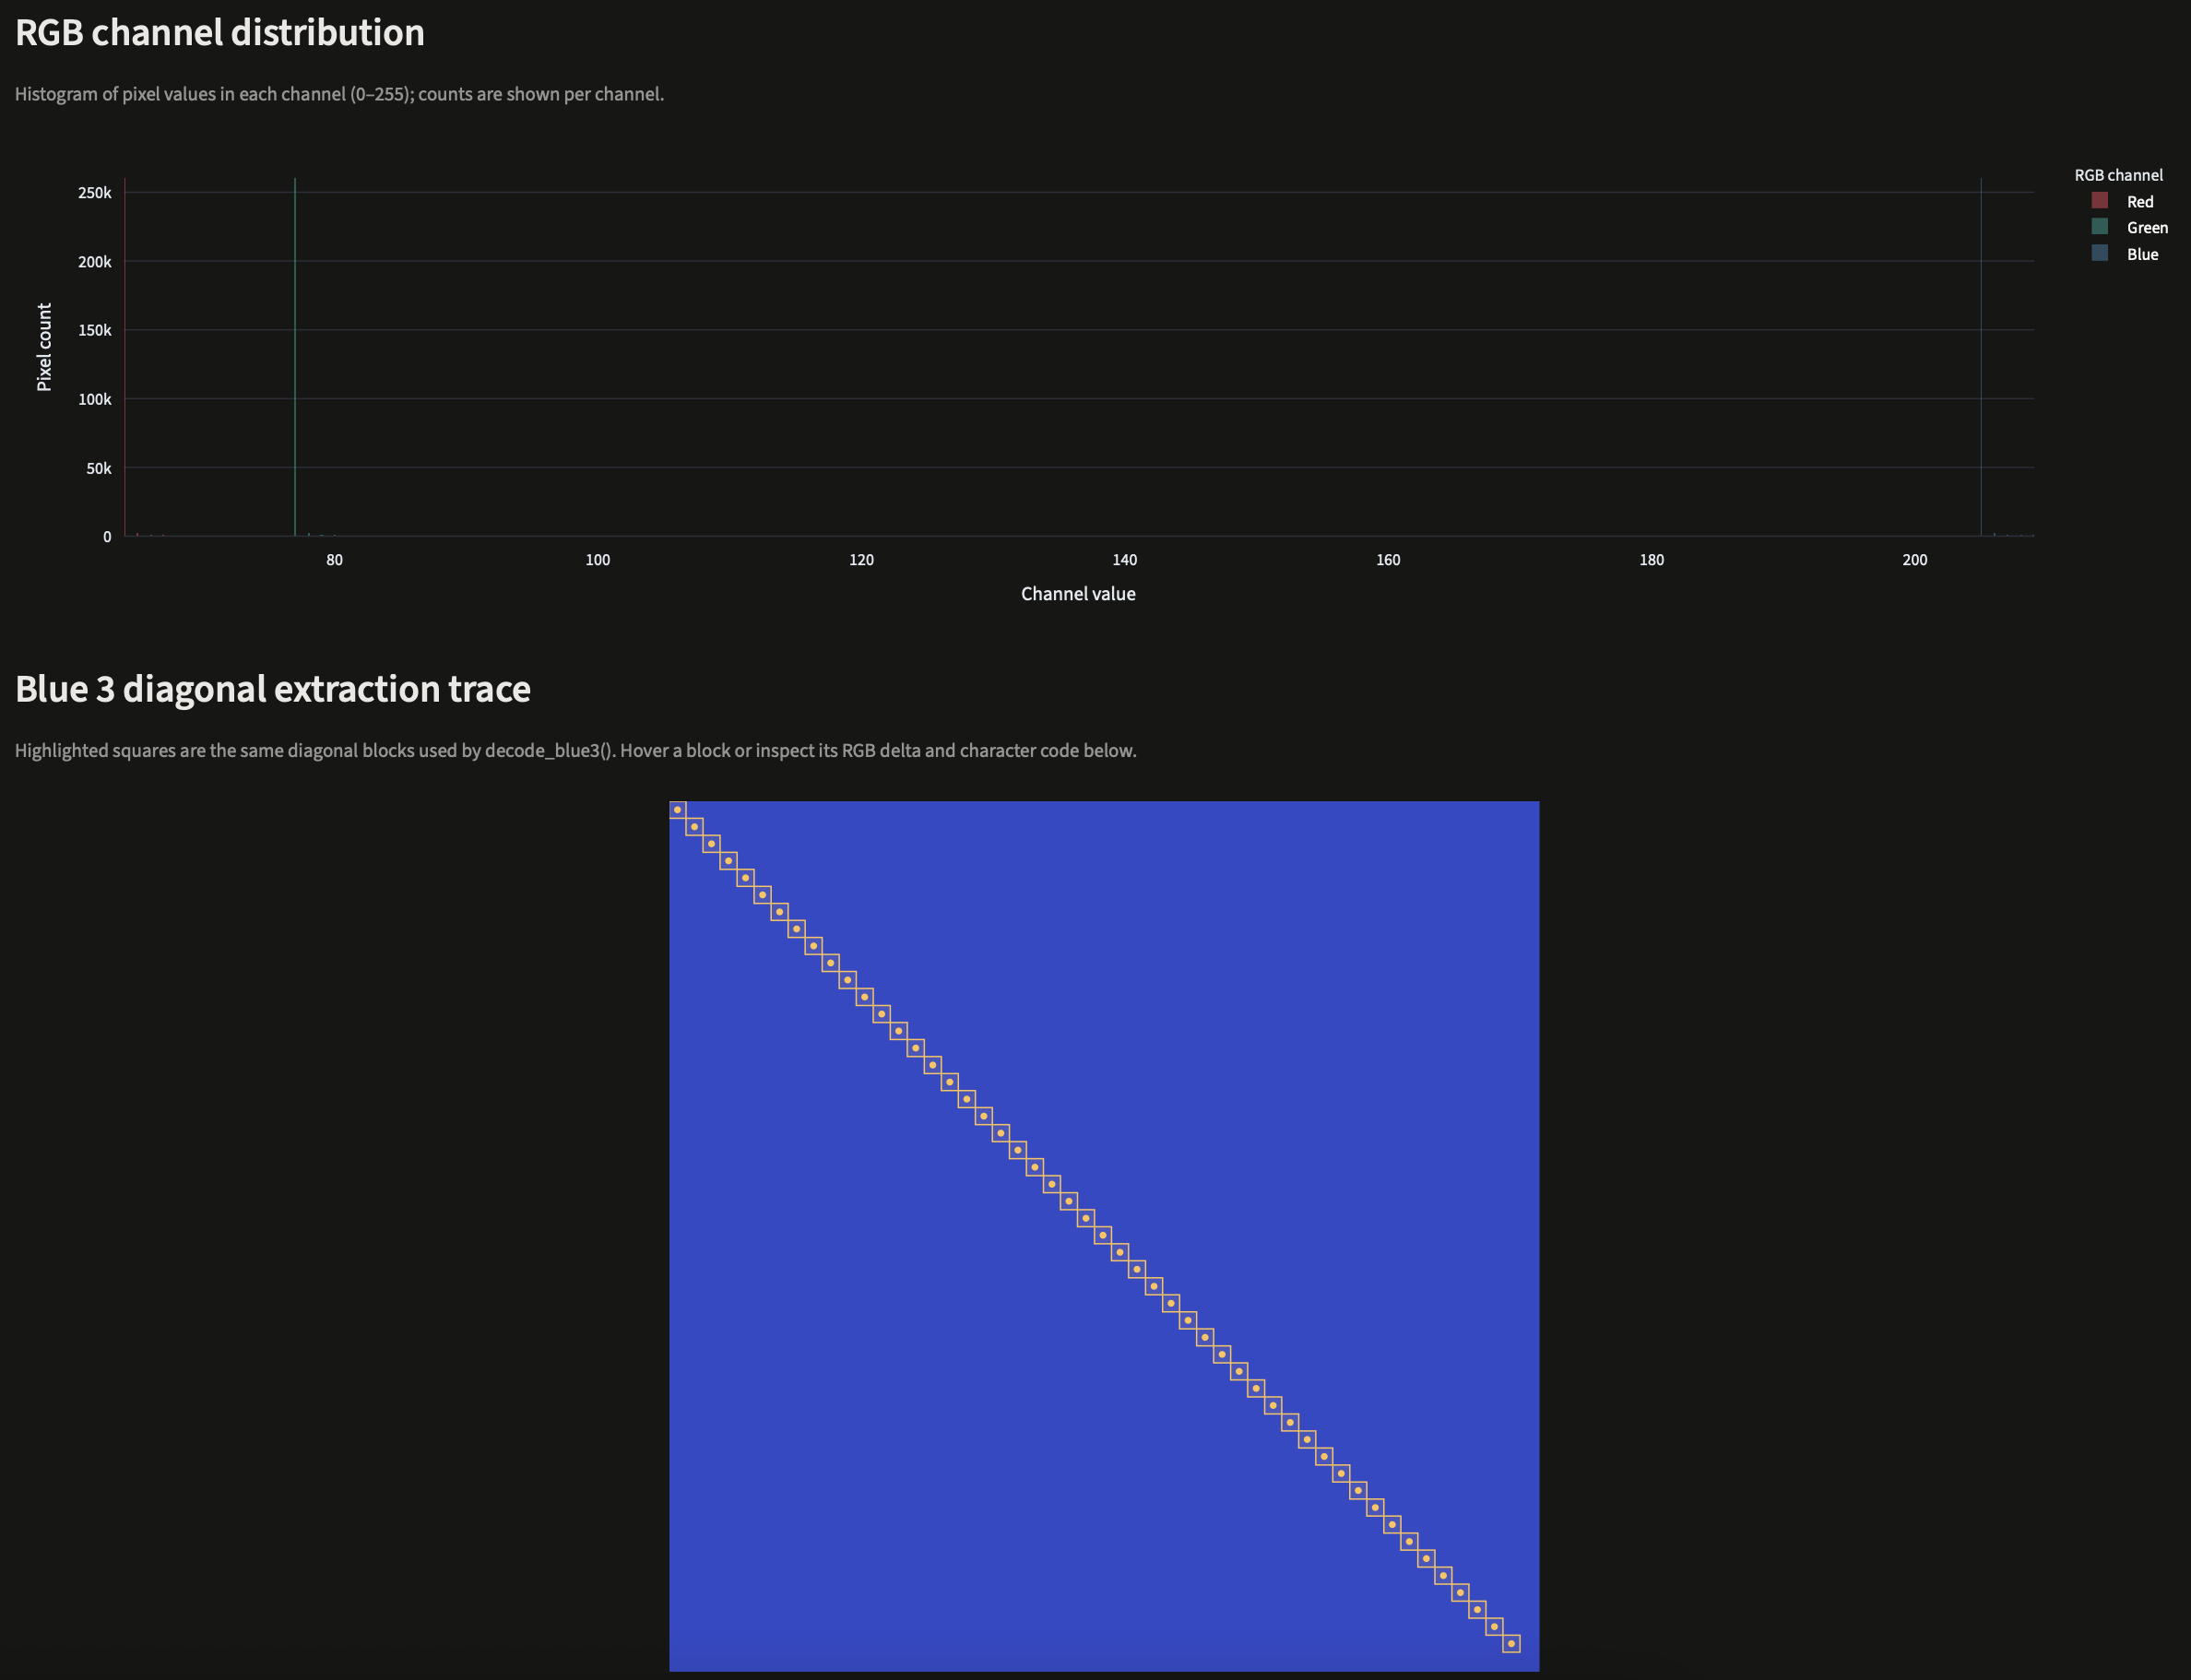 RGB channel distribution
Histogram of pixel values in each channel (0–255); counts are shown per channel.
RGB channel
Red
Green
Blue
250k
200k
150k
100k
50k
0
Pixel count
80 100 120 140 160 180 200
Channel value
Blue 3 diagonal extraction trace
Highlighted squares are the same diagonal blocks used by decode_blue3(). Hover a block or inspect its RGB delta and character code below.